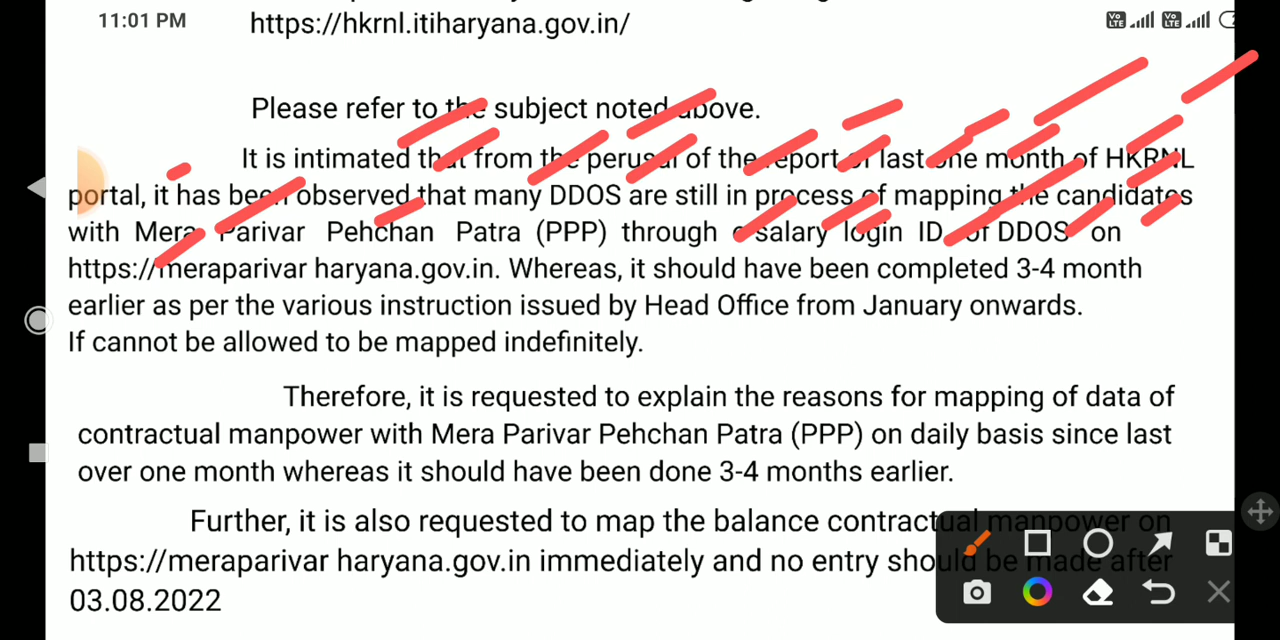 11:01 PM
https://hkrnl.itiharyana.gov.in/
Please refer to the subject noted above.
It is intimated that from the perusal of the report of last one month of HKRNL
portal, it has been observed that many DDOS are still in process of mapping the candidates
with Mera Parivar Pehchan Patra (PPP) through e salary login ID of DDOS on
https://meraparivar haryana.gov.in. Whereas, it should have been completed 3-4 month
earlier as per the various instruction issued by Head Office from January onwards.
If cannot be allowed to be mapped indefinitely.
Therefore, it is requested to explain the reasons for mapping of data of
contractual manpower with Mera Parivar Pehchan Patra (PPP) on daily basis since last
over one month whereas it should have been done 3-4 months earlier.
Further, it is also requested to map the balance contractual manpower on
https://meraparivar haryana.gov.in immediately and no entry should be made after
03.08.2022